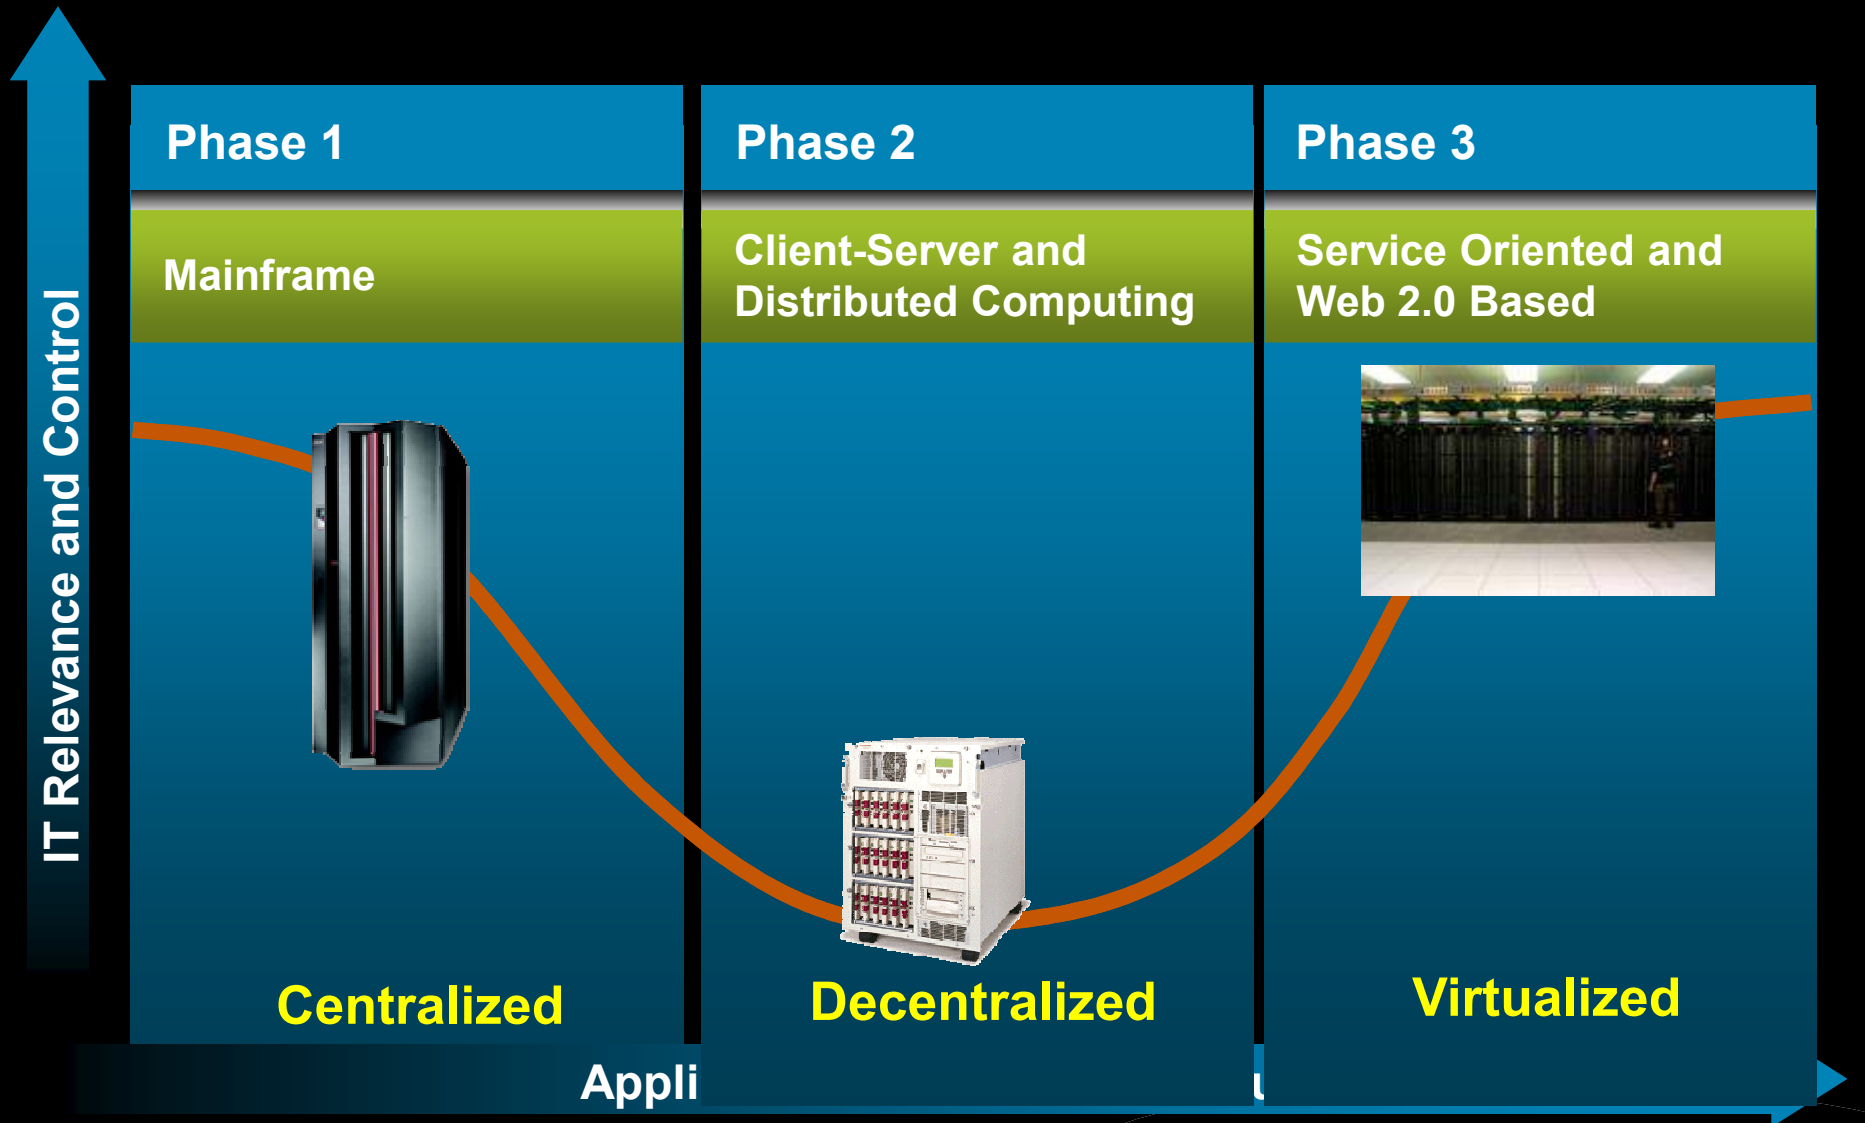 IT Relevance and Control
Phase 1
Mainframe
Centralized
Phase 2
Client-Server and
Distributed Computing
Decentralized
Phase 3
Service Oriented and
Web 2.0 Based
Virtualized
Appli